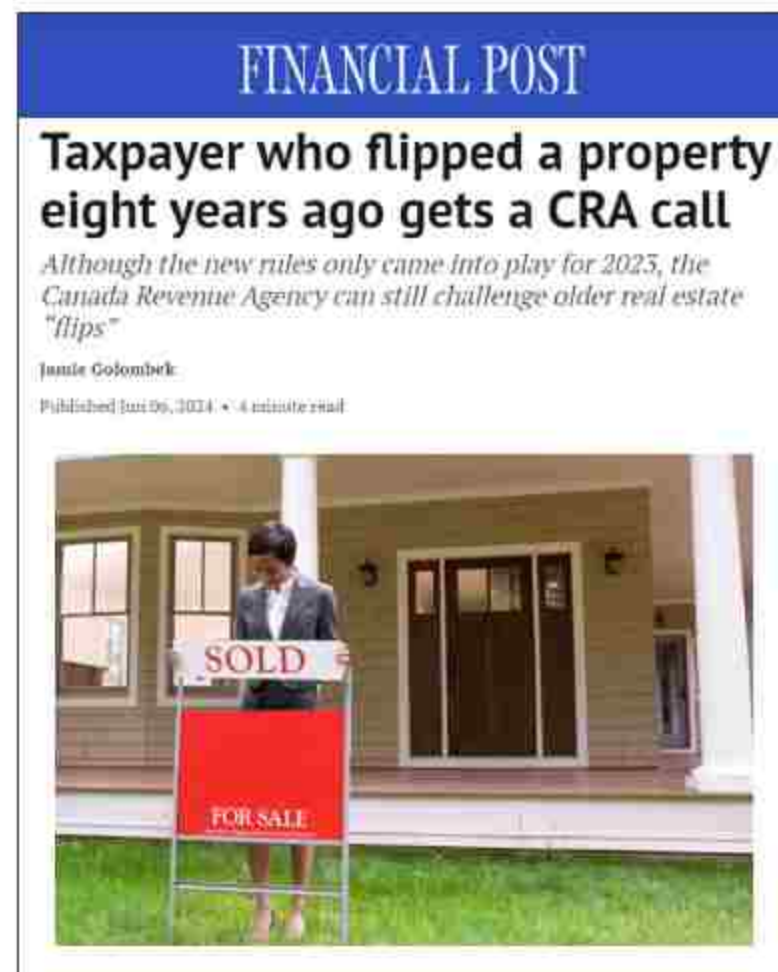 FINANCIAL POST
Taxpayer who flipped a property
eight years ago gets a CRA call
Although the new rules only came into play for 2023, the
Canada Revenue Agency can still challenge older real estate
"flips"
Jamie Golombek
Published Jun 06, 2024 • 4 minute read
SOLD
FOR SALE